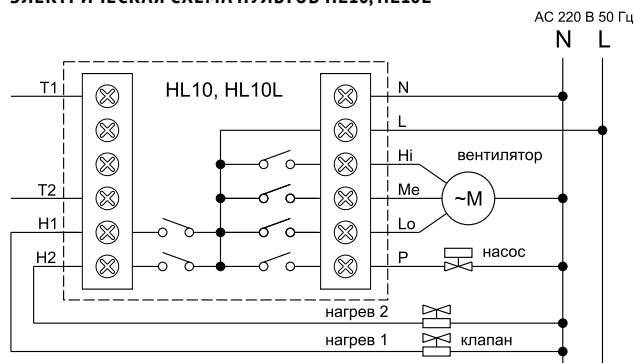 ЭЛЕКТРИЧЕСКАЯ СХЕМА ПУЛЬТОВ HL10, HL10L
AC 220 В 50 Гц
N L
HL10, HL10L
T1
N
L
Hi
вентилятор
T2
Me
~M
H1
Lo
H2
P
насос
нагрев 2
нагрев 1
клапан